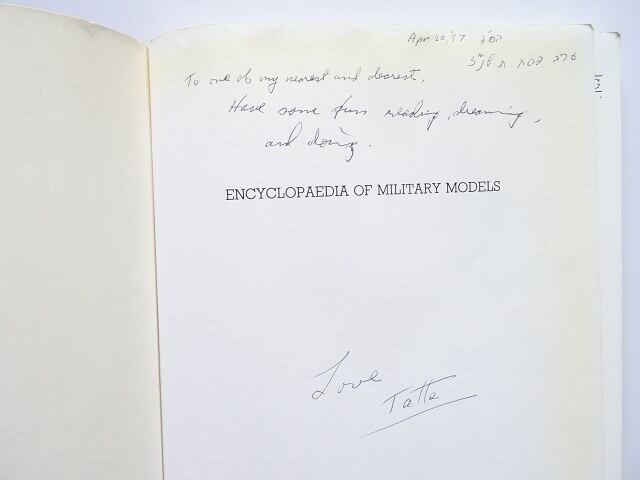 Apr 20, '97
To one of my nearest and dearest,
Have some fun reading, dreaming,
and doing.
ENCYCLOPAEDIA OF MILITARY MODELS
Love
Tatte